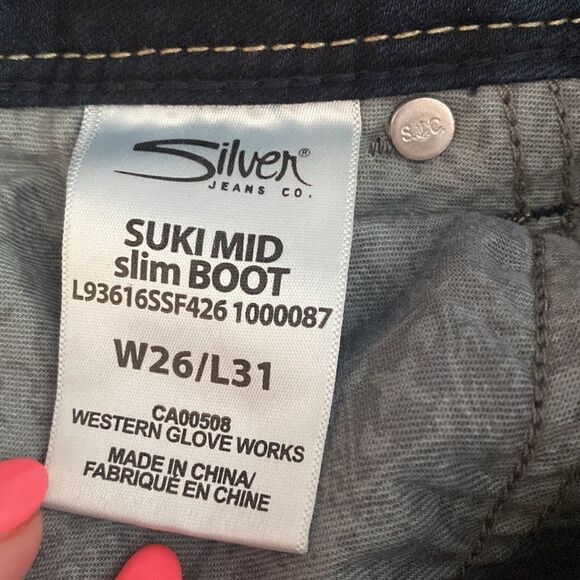 Silver®
JEANS CO.
S.J.C.
SUKI MID
slim BOOT
L93616SSF426 1000087
W26/L31
CA00508
WESTERN GLOVE WORKS
MADE IN CHINA/
FABRIQUÉ EN CHINE